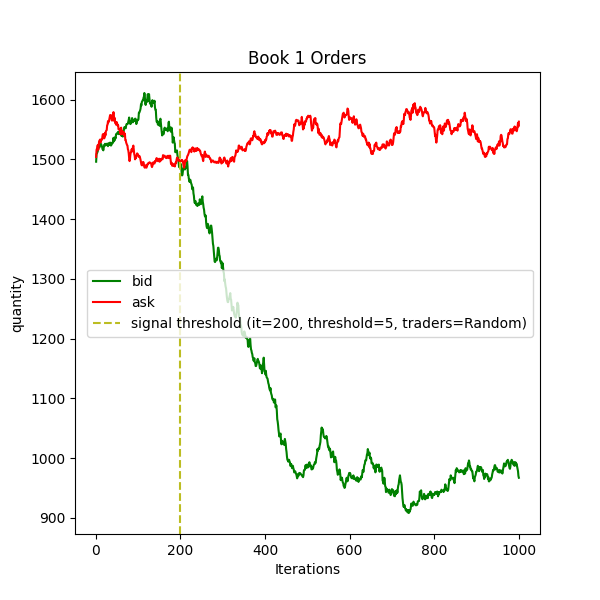 Book 1 Orders
1600
1500
1400
1300
1200
1100
1000
900
quantity
bid
ask
signal threshold (it=200, threshold=5, traders=Random)
0
200
400
600
800
1000
Iterations